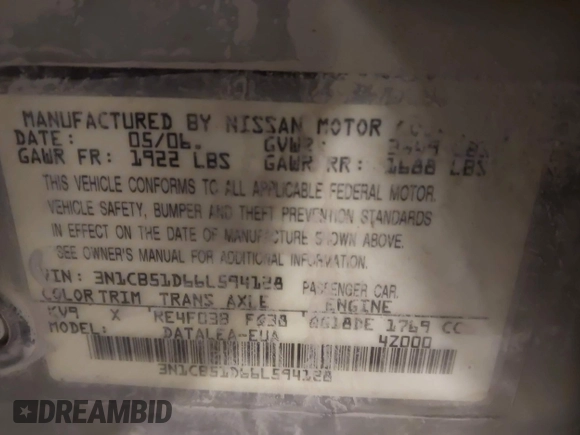 MANUFACTURED BY NISSAN MOTOR
DATE: 05/06. GVWR:
GAWR FR: 1922 LBS GAWR RR: 1688 LBS
THIS VEHICLE CONFORMS TO ALL APPLICABLE FEDERAL MOTOR
VEHICLE SAFETY, BUMPER AND THEFT PREVENTION STANDARDS
IN EFFECT ON THE DATE OF MANUFACTURE SHOWN ABOVE.
SEE OWNER'S MANUAL FOR ADDITIONAL INFORMATION.
VIN: 3N1CB51D66L594128 PASSENGER CAR.
COLOR TRIM TRANS AXLE ENGINE
KV9 X RE4F03B FQ38 QG18DE 1769 CC
MODEL: DATALEA-EUA 4Z000
3N1CB51D66L594128
DREAMBID